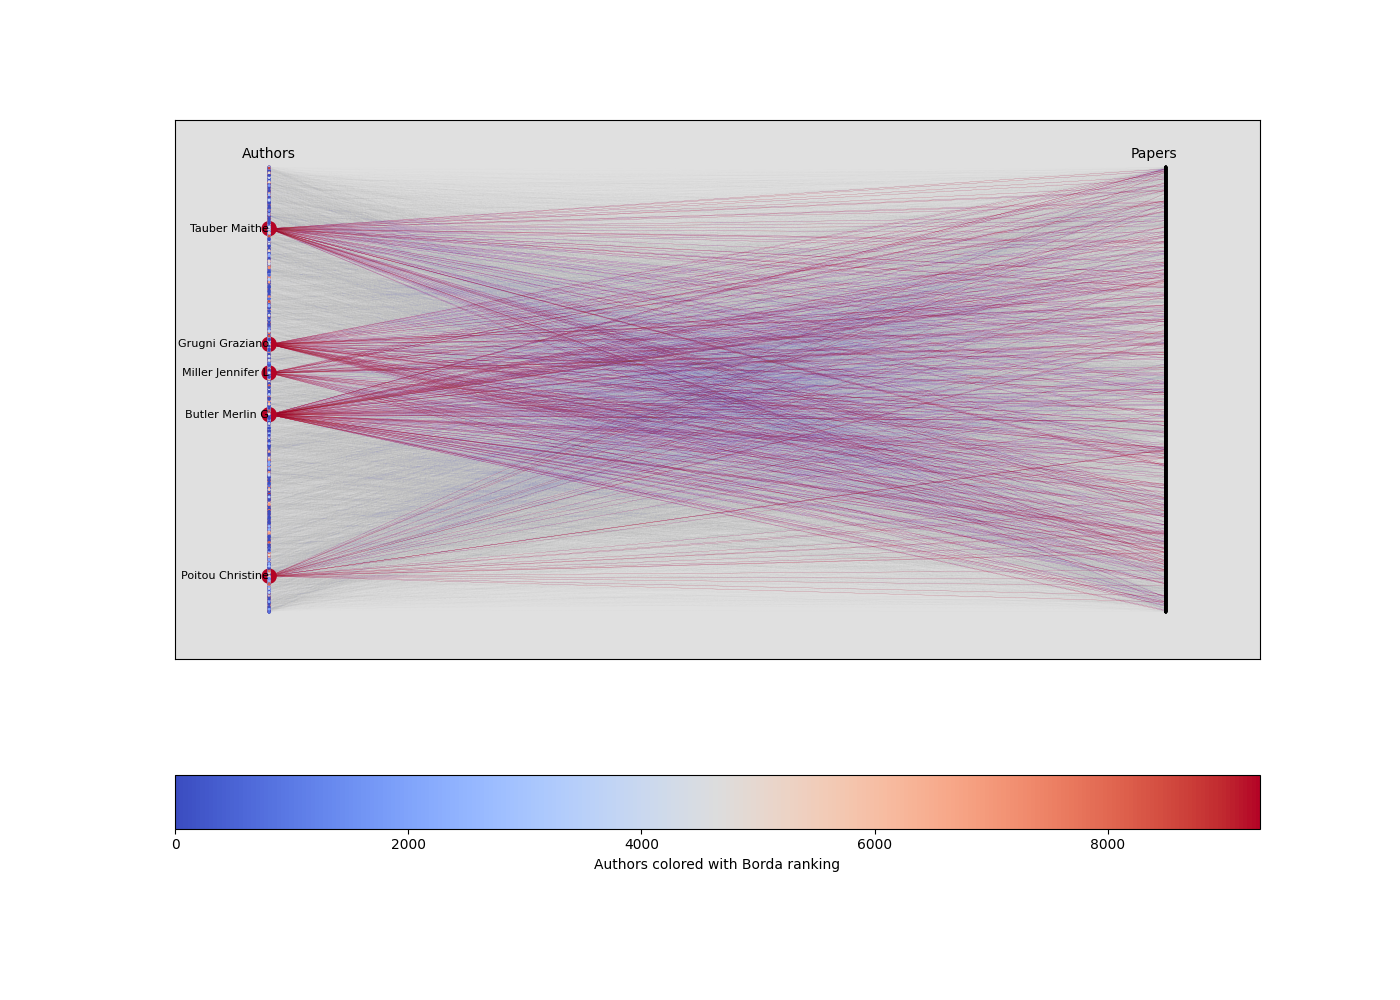 Authors
Papers
Tauber Maithé
Grugni Graziano
Miller Jennifer
Butler Merlin G
Poitou Christine
0
2000
4000
6000
8000
Authors colored with Borda ranking